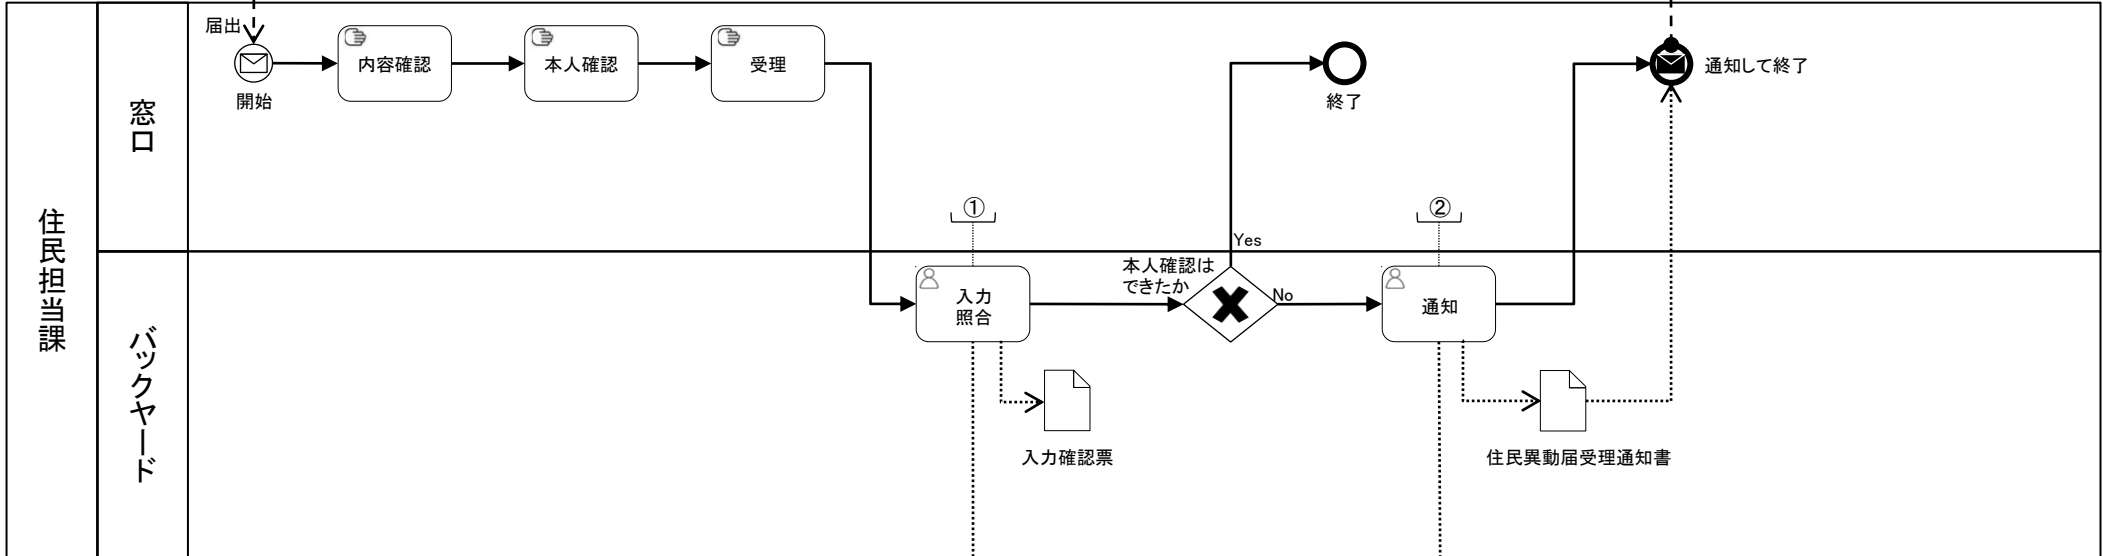 住民担当課
窓口
届出
開始
内容確認
本人確認
受理
終了
通知して終了
①
②
Yes
バックヤード
入力
照合
本人確認は
できたか
No
通知
入力確認票
住民異動届受理通知書